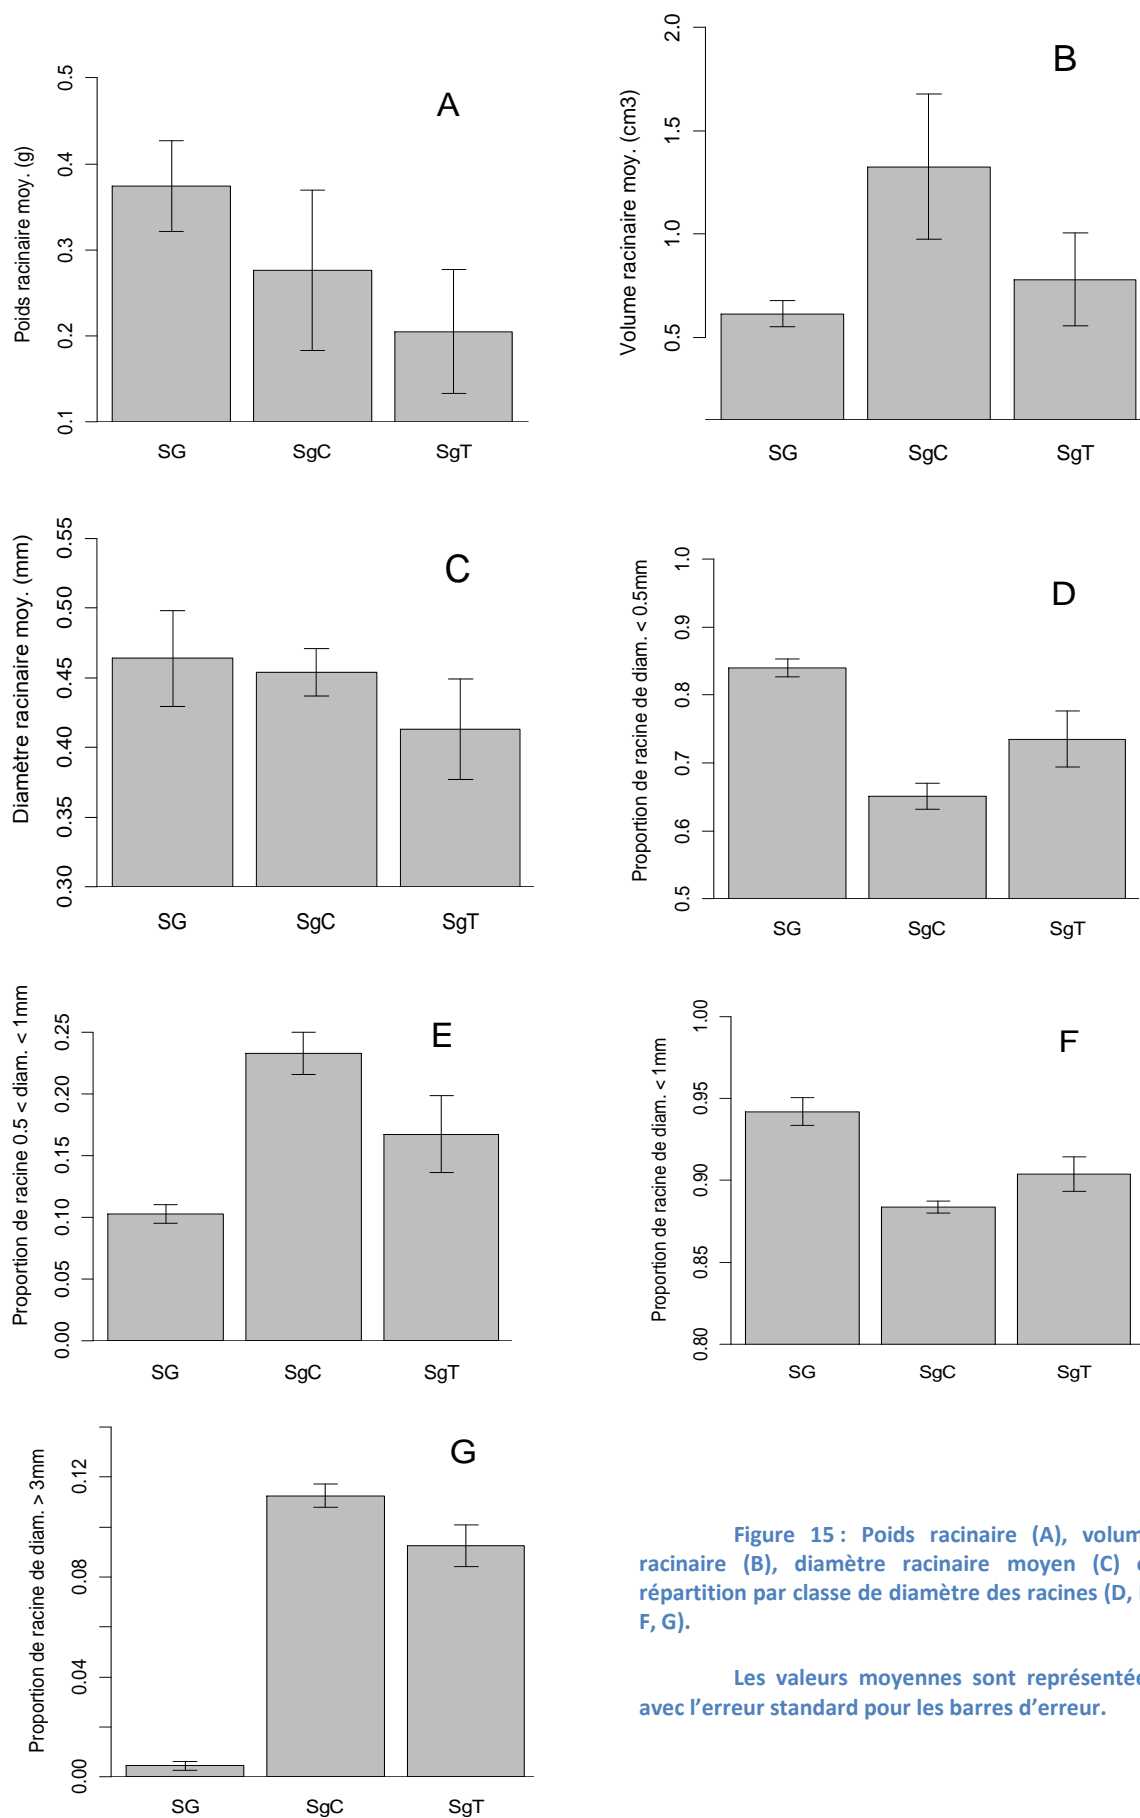 A
Poids racinaire moy. (g)
0.5
0.4
0.3
0.2
0.1
SG SgC SgT
B
Volume racinaire moy. (cm3)
2.0
1.5
1.0
0.5
SG SgC SgT
C
Diamètre racinaire moy. (mm)
0.55
0.50
0.45
0.40
0.35
0.30
SG SgC SgT
D
Proportion de racine de diam. < 0.5mm
1.0
0.9
0.8
0.7
0.6
0.5
SG SgC SgT
E
Proportion de racine 0.5 < diam. < 1mm
0.25
0.20
0.15
0.10
0.05
0.00
SG SgC SgT
F
Proportion de racine de diam. < 1mm
1.00
0.95
0.90
0.85
0.80
SG SgC SgT
G
Proportion de racine de diam. > 3mm
0.12
0.08
0.04
0.00
SG SgC SgT
Figure 15 : Poids racinaire (A), volum
racinaire (B), diamètre racinaire moyen (C)
répartition par classe de diamètre des racines (D,
F, G).
Les valeurs moyennes sont représentée
avec l'erreur standard pour les barres d'erreur.